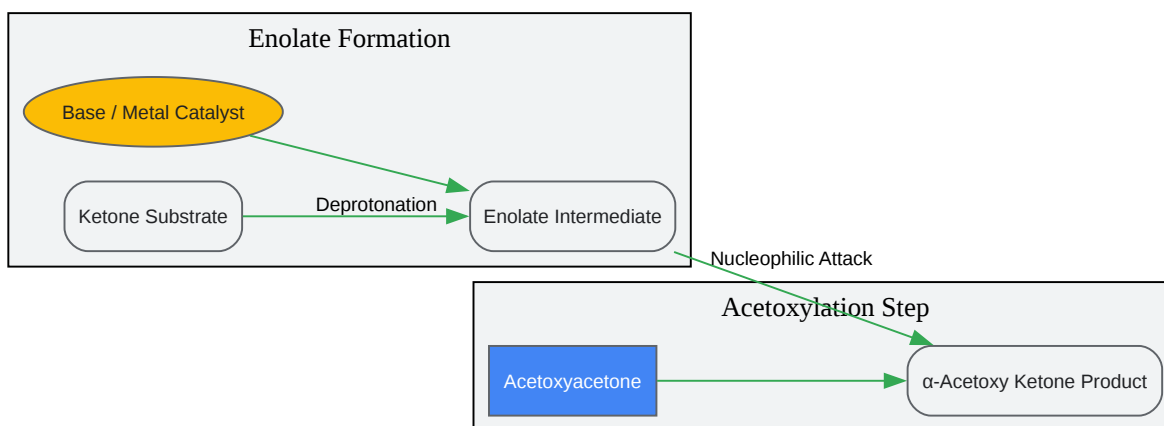 Enolate Formation
Base / Metal Catalyst
Ketone Substrate
Deprotonation
Enolate Intermediate
Nucleophilic Attack
Acetoxylation Step
Acetoxyacetone
α-Acetoxy Ketone Product